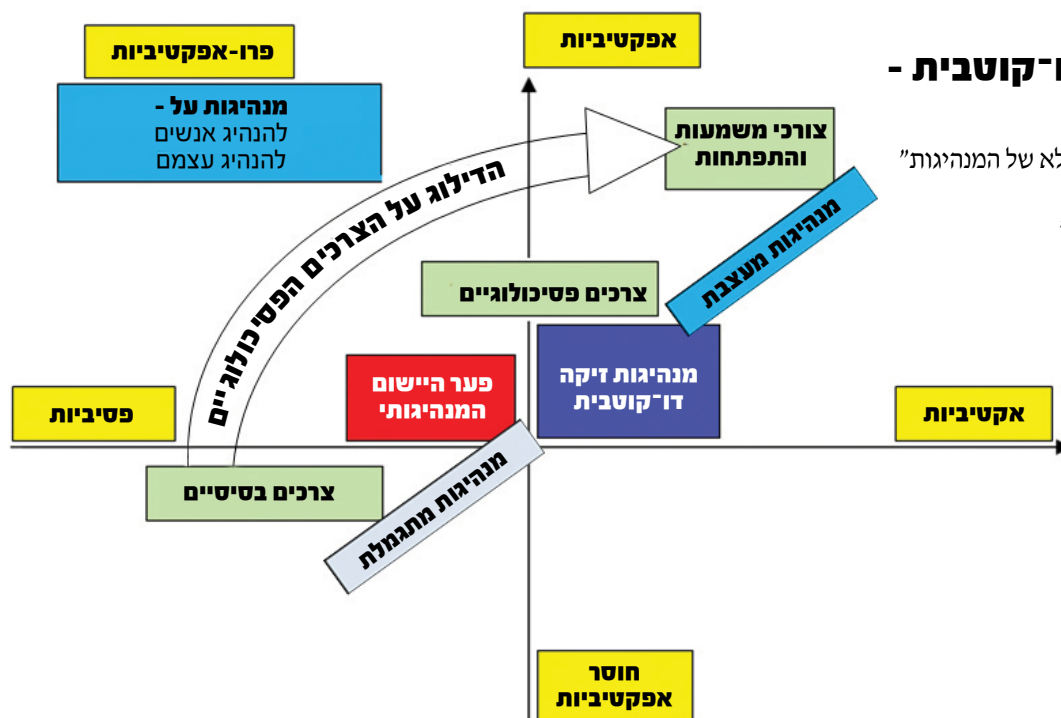 אפקטיביות
פרו-אפקטיביות
ו־קוטבית -
מנהיגות על -
להנהיג אנשים
להנהיג עצמם
צורכי משמעות
והתפתחות
לא של המנהיגות"
הדילוג על הצרכים הפסיכולוגיים
מנהיגות מעצבת
צרכים פסיכולוגיים
מנהיגות זיקה
דו־קוטבית
פער היישום
המנהיגותי
אקטיביות
פסיביות
מנהיגות מתגמלת
צרכים בסיסיים
חוסר
אפקטיביות